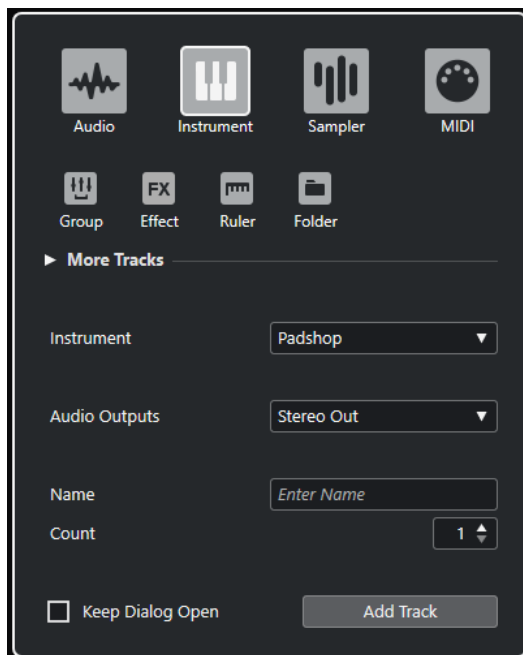 Audio Instrument Sampler MIDI
Group Effect Ruler Folder
FX
More Tracks
Instrument Padshop
Audio Outputs Stereo Out
Name Enter Name
Count 1
Keep Dialog Open Add Track